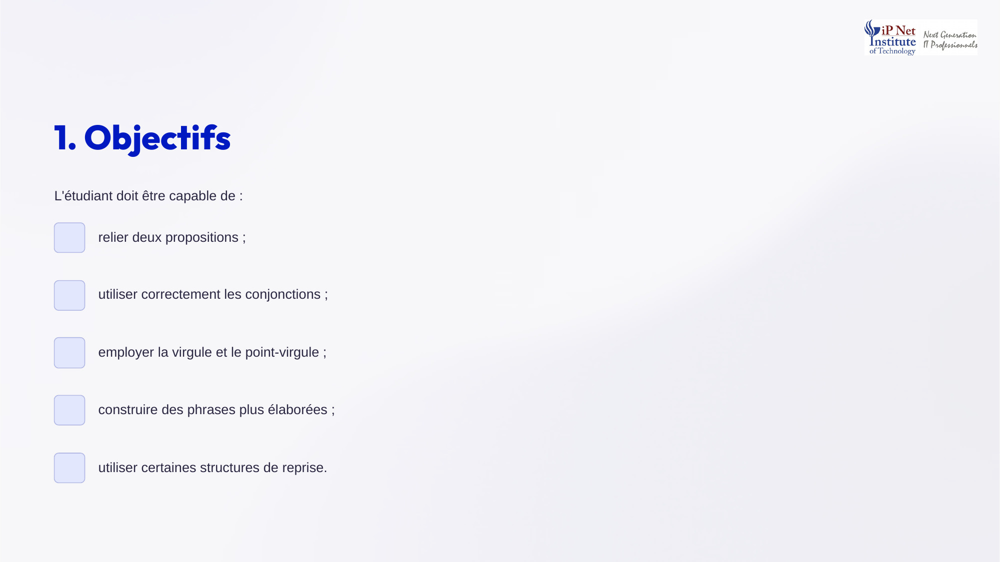 iP Net
Institute
of Technology
Next Generation
IT Professionnels
1. Objectifs
L'étudiant doit être capable de :
relier deux propositions ;
utiliser correctement les conjonctions ;
employer la virgule et le point-virgule ;
construire des phrases plus élaborées ;
utiliser certaines structures de reprise.